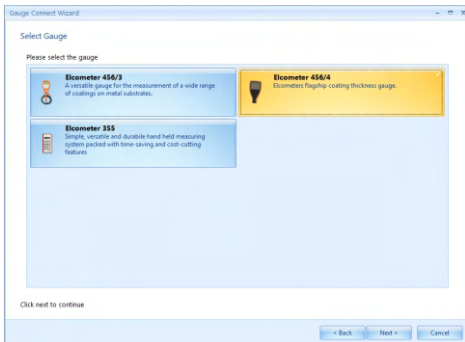 Gauge Connect Wizard
Select Gauge
Please select the gauge
Elcometer 456/3
A versatile gauge for the measurement of a wide range
of coatings on metal substrates.
Elcometer 456/4
Elcometers flagship coating thickness gauge.
Elcometer 355
Simple, versatile and durabile hand held measuring
system packed with time-saving and cost-cutting
features
Click next to continue
< Back
Next >
Cancel